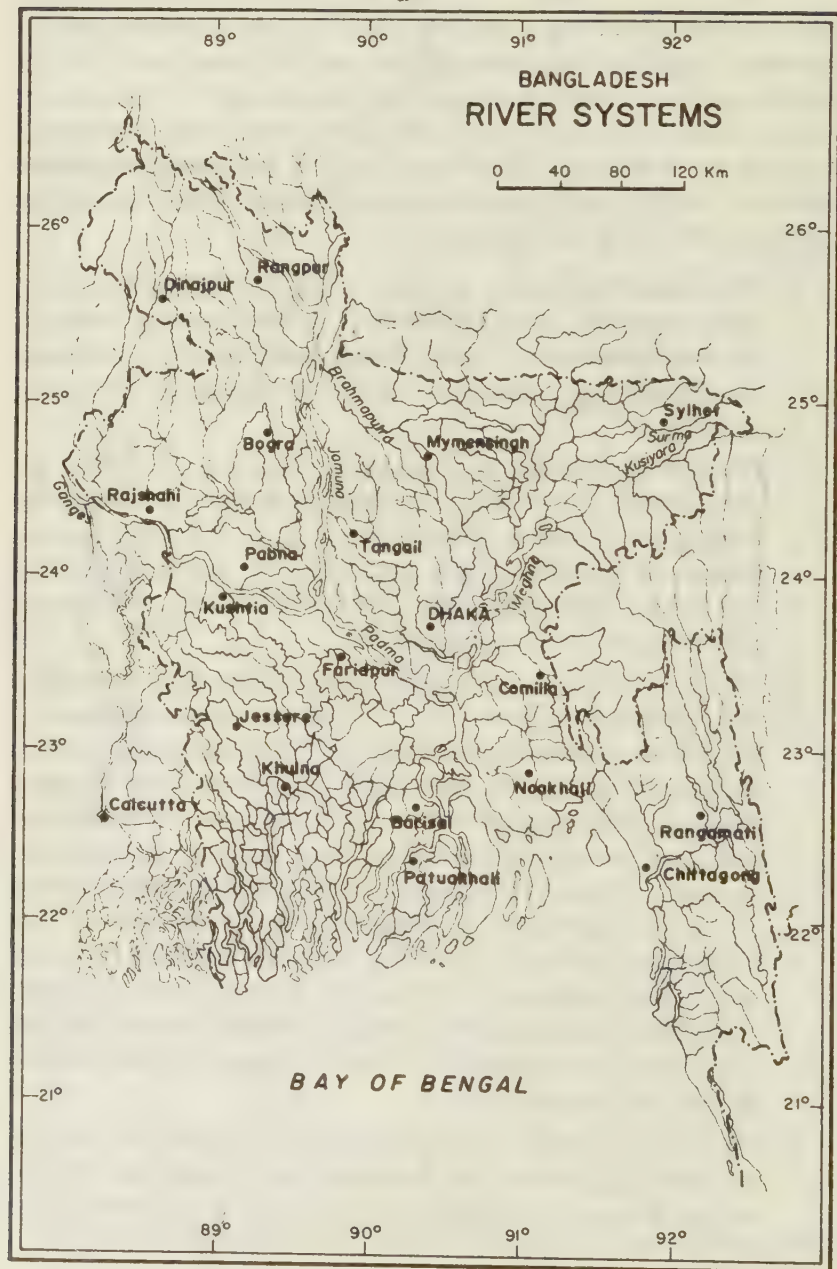 89° 90° 91° 92°
BANGLADESH
RIVER SYSTEMS
0 40 80 120 Km
26° 26°
Rangpur
Dinajpur
25° 25°
Brahmaputra
Sylhet
Surma
Kusiyara
Bogra
Mymensingh
Jamuna
Ganges
Rajshahi
Tangail
Pabna
24° 24°
Meghna
Kushtia
DHAKA
Padma
Faridpur
Comilla
Jessore
23° 23°
Khulna
Noakhali
Calcutta
Barisal
Rangamati
Patuakhali
Chittagong
22° 22°
BAY OF BENGAL
21° 21°
89° 90° 91° 92°